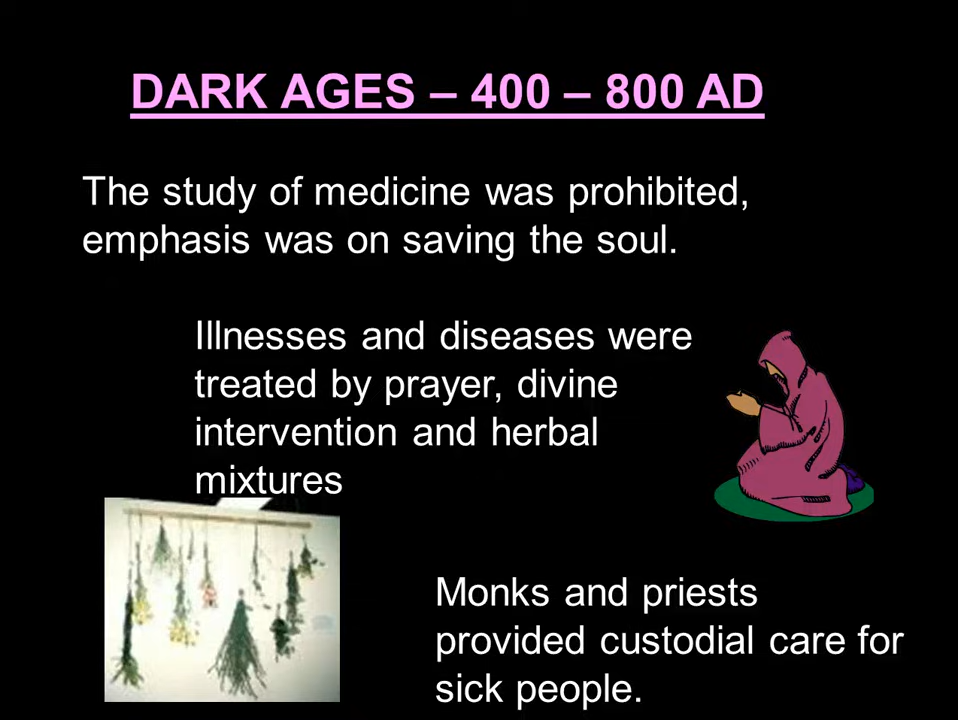 DARK AGES – 400 – 800 AD
The study of medicine was prohibited,
emphasis was on saving the soul.
Illnesses and diseases were
treated by prayer, divine
intervention and herbal
mixtures
Monks and priests
provided custodial care for
sick people.